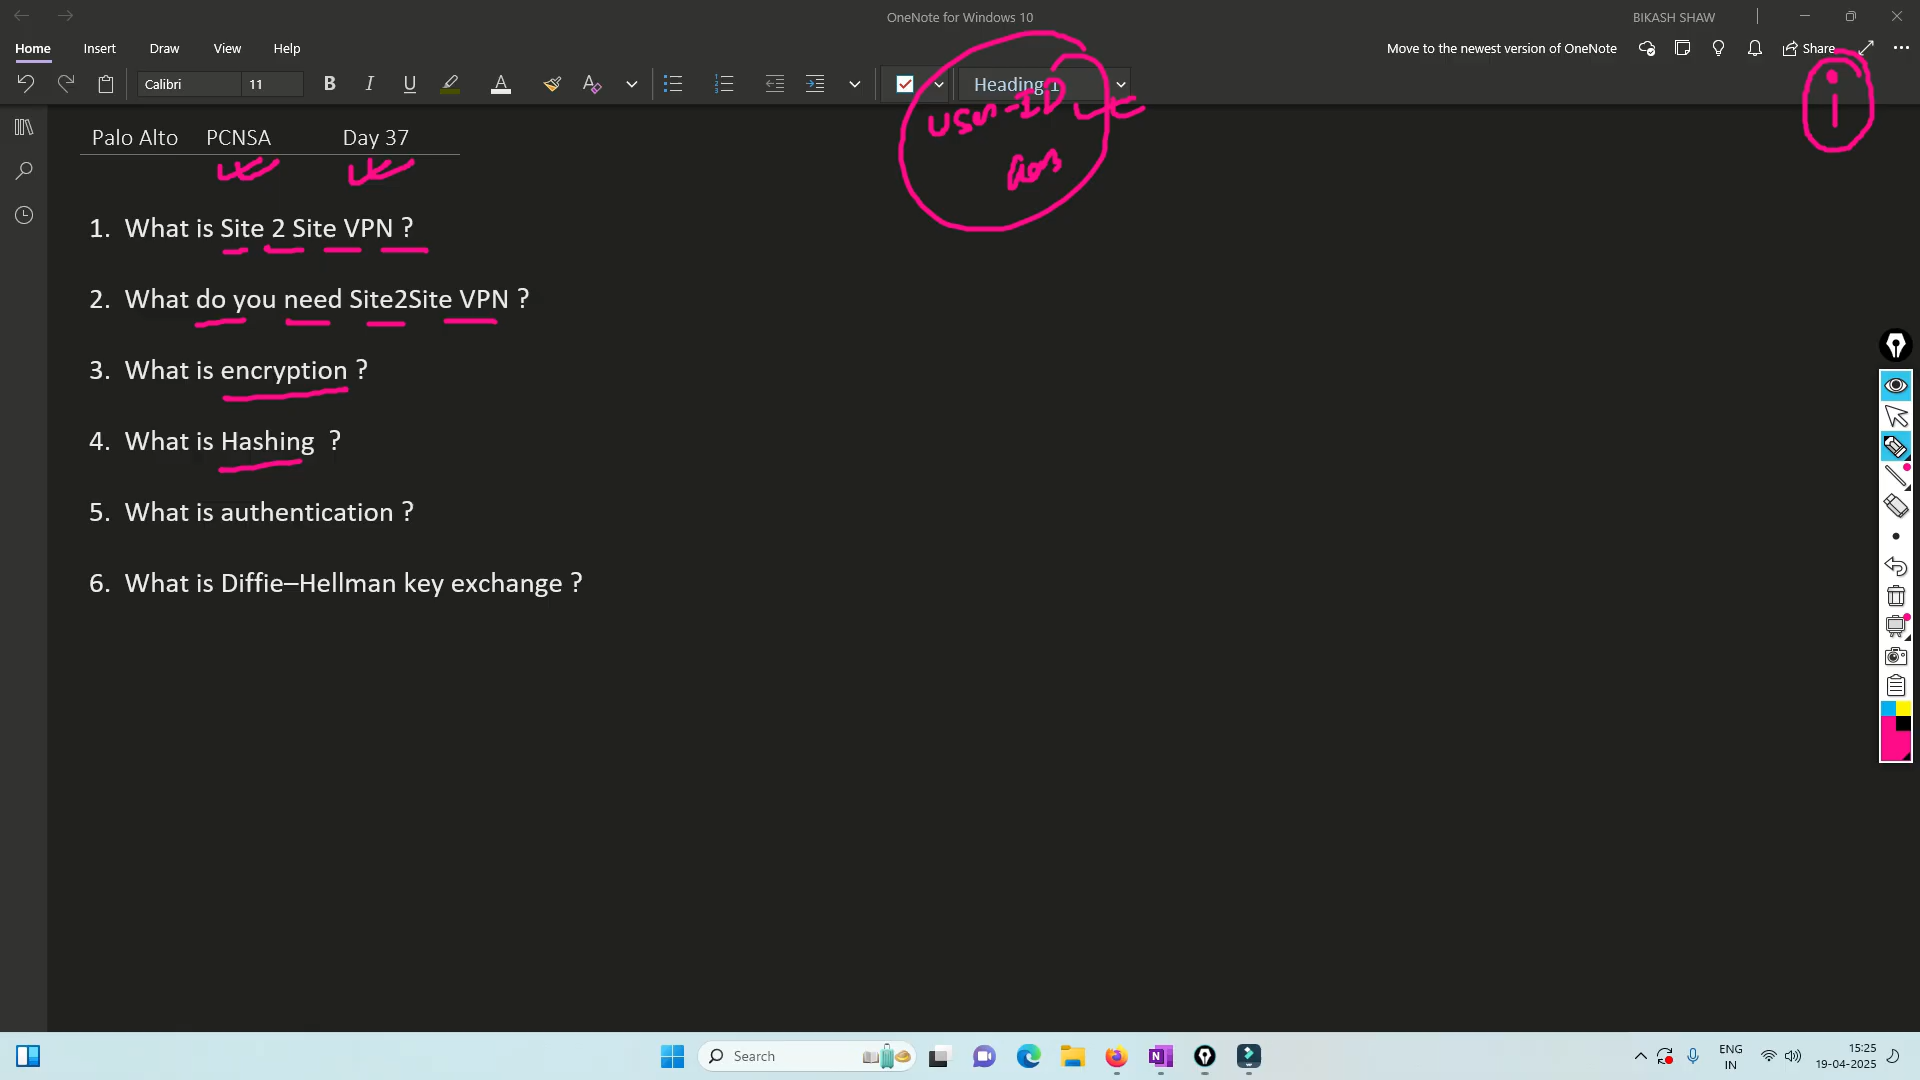 OneNote for Windows 10
BIKASH SHAW
Home Insert Draw View Help
Move to the newest version of OneNote
Share
Calibri 11 B I U A
Heading 1
User-ID
Palo Alto PCNSA Day 37
1. What is Site 2 Site VPN ?
2. What do you need Site2Site VPN ?
3. What is encryption ?
4. What is Hashing ?
5. What is authentication ?
6. What is Diffie–Hellman key exchange ?
Search
ENG
IN
15:25
19-04-2025